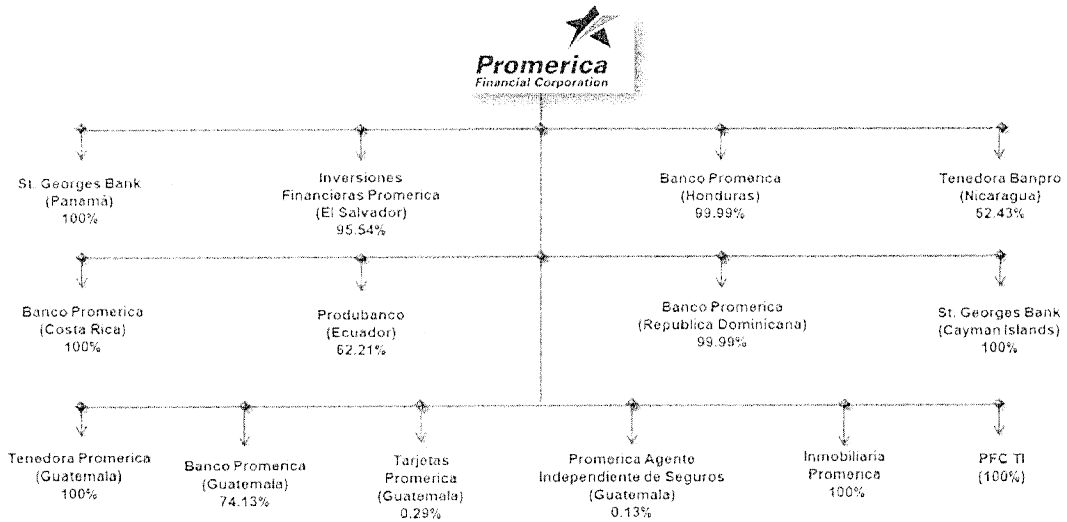 Promerica
Financial Corporation
St. Georges Bank
(Panamá)
100%
Inversiones
Financieras Promerica
(El Salvador)
95.54%
Banco Promerica
(Honduras)
99.99%
Tenedora Banpro
(Nicaragua)
Banco Promerica
(Costa Rica)
100%
Produbanco
(Ecuador)
62.21%
Banco Promerica
(Republica Dominicana)
99.99%
St. Georges Bank
(Cayman Islands)
100%
Tenedora Promerica
(Guatemala)
100%
Banco Promerica
(Guatemala)
74.13%
Tarjetas
Promerica
(Guatemala)
0.29%
Promerica Agente
Independiente de Seguros
(Guatemala)
0.13%
Inmobiliaria
Promerica
100%
PFC TI
(100%)